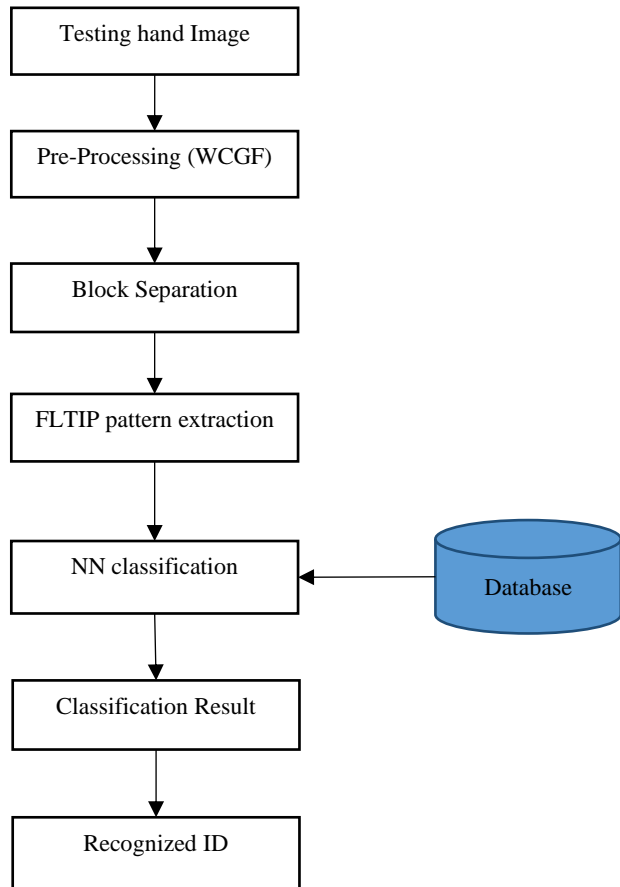 Testing hand Image
Pre-Processing (WCGF)
Block Separation
FLTIP pattern extraction
NN classification
Database
Classification Result
Recognized ID